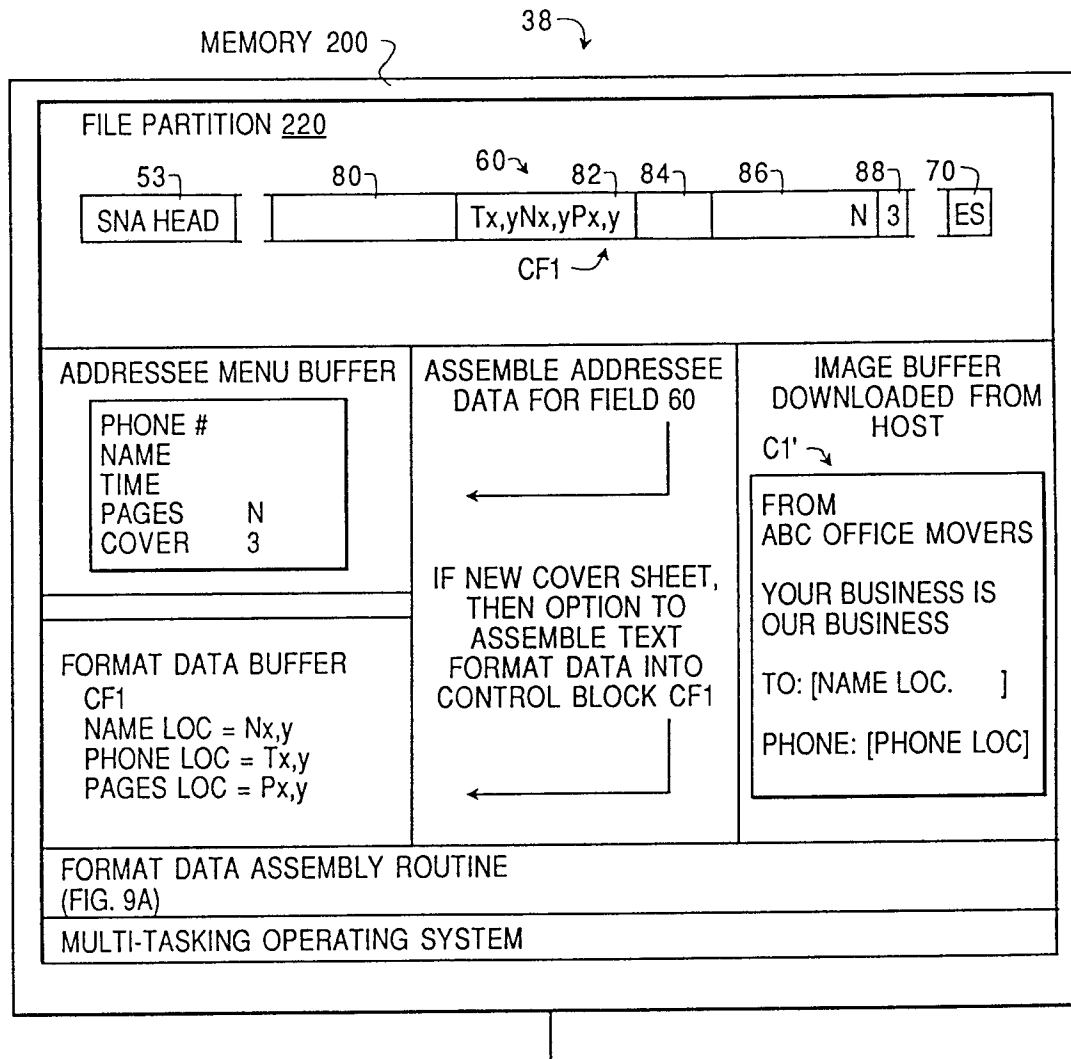 38
MEMORY 200
FILE PARTITION 220
53 80 60 82 84 86 88 70
SNA HEAD Tx,yNx,yPx,y N 3 ES
CF1
ADDRESSEE MENU BUFFER
PHONE #
NAME
TIME
PAGES N
COVER 3
FORMAT DATA BUFFER
CF1
NAME LOC = Nx,y
PHONE LOC = Tx,y
PAGES LOC = Px,y
ASSEMBLE ADDRESSEE
DATA FOR FIELD 60
IF NEW COVER SHEET,
THEN OPTION TO
ASSEMBLE TEXT
FORMAT DATA INTO
CONTROL BLOCK CF1
IMAGE BUFFER
DOWNLOADED FROM
HOST
C1'
FROM
ABC OFFICE MOVERS
YOUR BUSINESS IS
OUR BUSINESS
TO: [NAME LOC. ]
PHONE: [PHONE LOC]
FORMAT DATA ASSEMBLY ROUTINE
(FIG. 9A)
MULTI-TASKING OPERATING SYSTEM